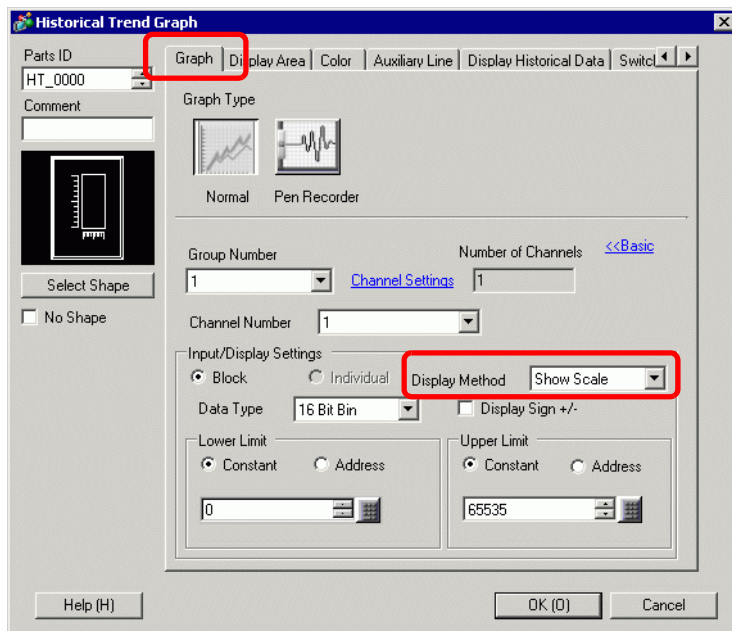 Historical Trend Graph
Parts ID
HT_0000
Comment
Select Shape
No Shape
Graph Display Area Color Auxiliary Line Display Historical Data Switch
Graph Type
Normal Pen Recorder
Group Number Number of Channels <<Basic
1 Channel Settings 1
Channel Number 1
Input/Display Settings
Block Individual Display Method Show Scale
Data Type 16 Bit Bin Display Sign +/-
Lower Limit Upper Limit
Constant Address Constant Address
0 65535
Help (H) OK (O) Cancel